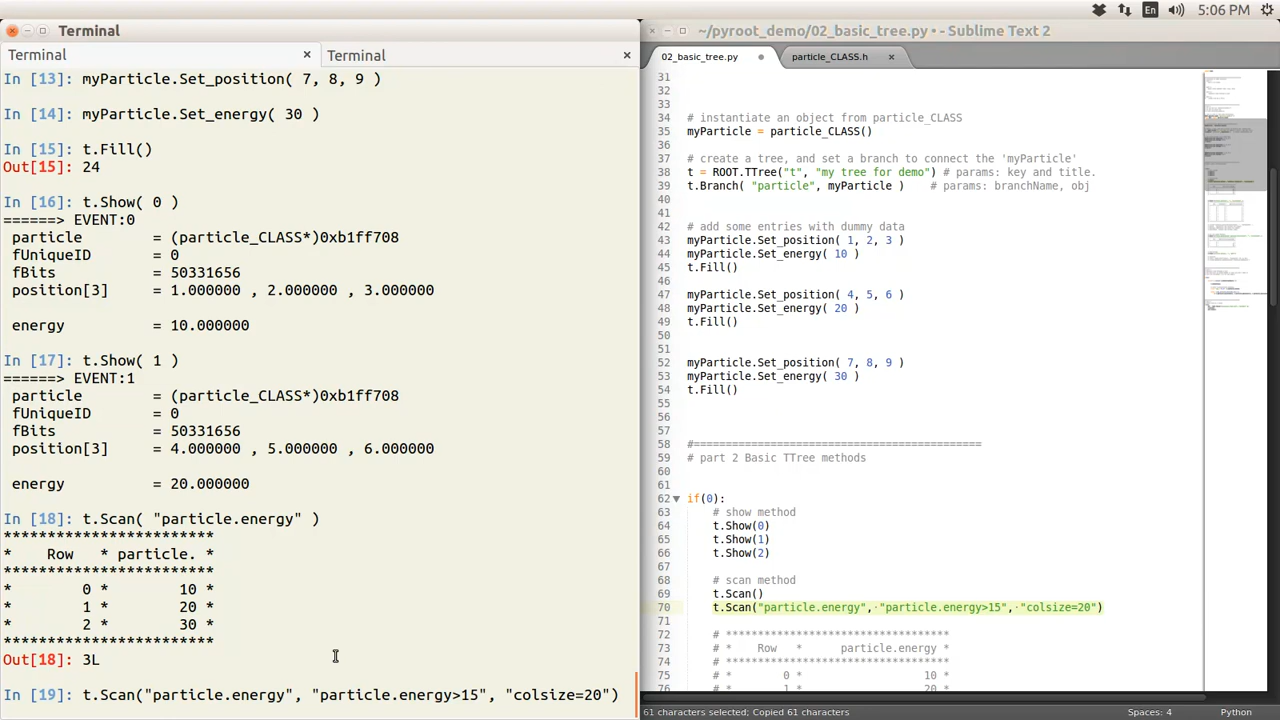 En
5:06 PM
Terminal
~/pyroot_demo/02_basic_tree.py • - Sublime Text 2
Terminal
Terminal
02_basic_tree.py
particle_CLASS.h
In [13]: myParticle.Set_position( 7, 8, 9 )
In [14]: myParticle.Set_energy( 30 )
In [15]: t.Fill()
Out[15]: 24
In [16]: t.Show( 0 )
======> EVENT:0
particle = (particle_CLASS*)0xb1ff708
fUniqueID = 0
fBits = 50331656
position[3] = 1.000000 , 2.000000 , 3.000000
energy = 10.000000
In [17]: t.Show( 1 )
======> EVENT:1
particle = (particle_CLASS*)0xb1ff708
fUniqueID = 0
fBits = 50331656
position[3] = 4.000000 , 5.000000 , 6.000000
energy = 20.000000
In [18]: t.Scan( "particle.energy" )
************************
* Row * particle. *
************************
* 0 * 10 *
* 1 * 20 *
* 2 * 30 *
************************
Out[18]: 3L
In [19]: t.Scan("particle.energy", "particle.energy>15", "colsize=20")
31
32
33
34 # instantiate an object from particle_CLASS
35 myParticle = particle_CLASS()
36
37 # create a tree, and set a branch to connect the 'myParticle'
38 t = ROOT.TTree("t", "my tree for demo") # params: key and title.
39 t.Branch( "particle", myParticle ) # params: branchName, obj
40
41
42 # add some entries with dummy data
43 myParticle.Set_position( 1, 2, 3 )
44 myParticle.Set_energy( 10 )
45 t.Fill()
46
47 myParticle.Set_position( 4, 5, 6 )
48 myParticle.Set_energy( 20 )
49 t.Fill()
50
51
52 myParticle.Set_position( 7, 8, 9 )
53 myParticle.Set_energy( 30 )
54 t.Fill()
55
56
57
58 #=============================================
59 # part 2 Basic TTree methods
60
61
62 if(0):
63 # show method
64 t.Show(0)
65 t.Show(1)
66 t.Show(2)
67
68 # scan method
69 t.Scan()
70 t.Scan("particle.energy", "particle.energy>15", "colsize=20")
71
72 # ***********************************
73 # * Row * particle.energy *
74 # ***********************************
75 # * 0 * 10 *
76 # * 1 * 20 *
61 characters selected; Copied 61 characters
Spaces: 4
Python